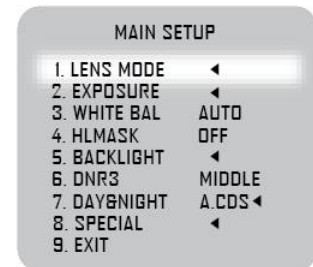 MAIN SETUP
1. LENS MODE ◄
2. EXPOSURE ◄
3. WHITE BAL AUTO
4. HLMASK OFF
5. BACKLIGHT ◄
6. DNR3 MIDDLE
7. DAY&NIGHT A.CDS◄
8. SPECIAL ◄
9. EXIT